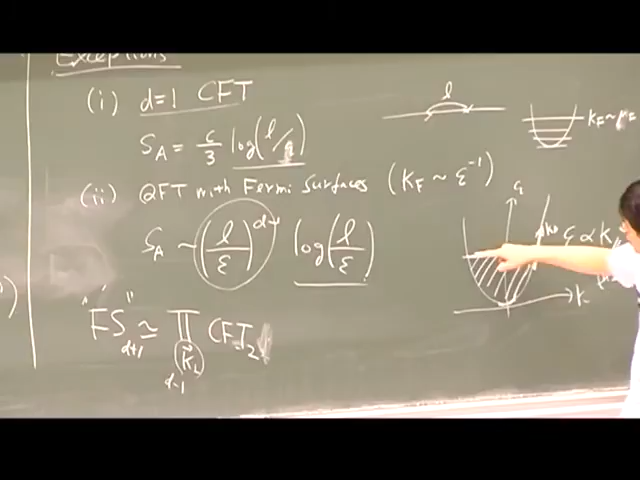 Exceptions
(i) d=1 CFT
S_A = c/3 log(l/ε)
(ii) QFT with Fermi Surfaces (K_F ~ ε^{-1})
S_A ~ (l/ε)^{d-1} log(l/ε)
"FS"_{d+1} ≃ ∏_{\vec{k}_⊥} CFT_2
d-1
l
K_F ~
ε ∝ k
k